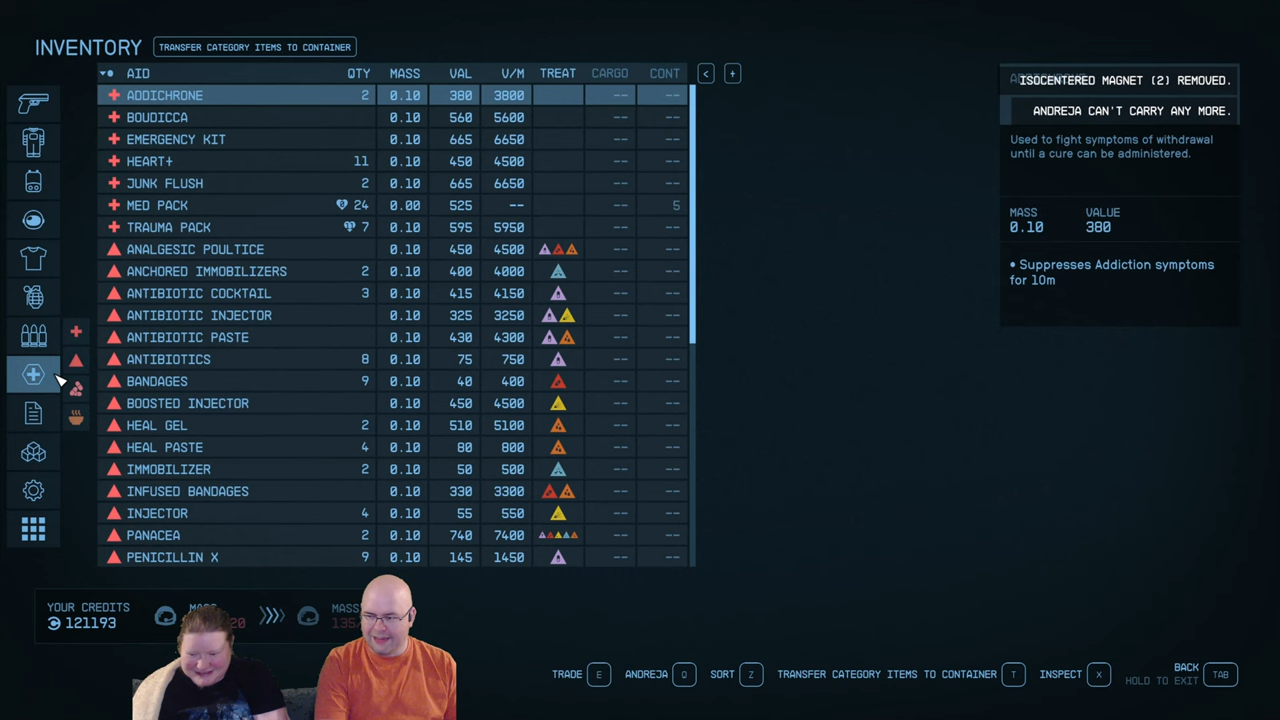 INVENTORY TRANSFER CATEGORY ITEMS TO CONTAINER
AID QTY MASS VAL V/M TREAT CARGO CONT < +
ADDICHRONE 2 0.10 380 3800 -- --
BOUDICCA 0.10 560 5600 -- --
EMERGENCY KIT 0.10 665 6650 -- --
HEART+ 11 0.10 450 4500 -- --
JUNK FLUSH 2 0.10 665 6650 -- --
MED PACK 24 0.00 525 -- -- 5
TRAUMA PACK 7 0.10 595 5950 -- --
ANALGESIC POULTICE 0.10 450 4500 -- --
ANCHORED IMMOBILIZERS 2 0.10 400 4000 -- --
ANTIBIOTIC COCKTAIL 3 0.10 415 4150 -- --
ANTIBIOTIC INJECTOR 0.10 325 3250 -- --
ANTIBIOTIC PASTE 0.10 430 4300 -- --
ANTIBIOTICS 8 0.10 75 750 -- --
BANDAGES 9 0.10 40 400 -- --
BOOSTED INJECTOR 0.10 450 4500 -- --
HEAL GEL 2 0.10 510 5100 -- --
HEAL PASTE 4 0.10 80 800 -- --
IMMOBILIZER 2 0.10 50 500 -- --
INFUSED BANDAGES 0.10 330 3300 -- --
INJECTOR 4 0.10 55 550 -- --
PANACEA 2 0.10 740 7400 -- --
PENICILLIN X 9 0.10 145 1450 -- --
ISOCENTERED MAGNET (2) REMOVED.
ANDREJA CAN'T CARRY ANY MORE.
Used to fight symptoms of withdrawal
until a cure can be administered.
MASS VALUE
0.10 380
• Suppresses Addiction symptoms
for 10m
YOUR CREDITS
121193
MASS
TRADE E ANDREJA Q SORT Z TRANSFER CATEGORY ITEMS TO CONTAINER T INSPECT X BACK
HOLD TO EXIT TAB